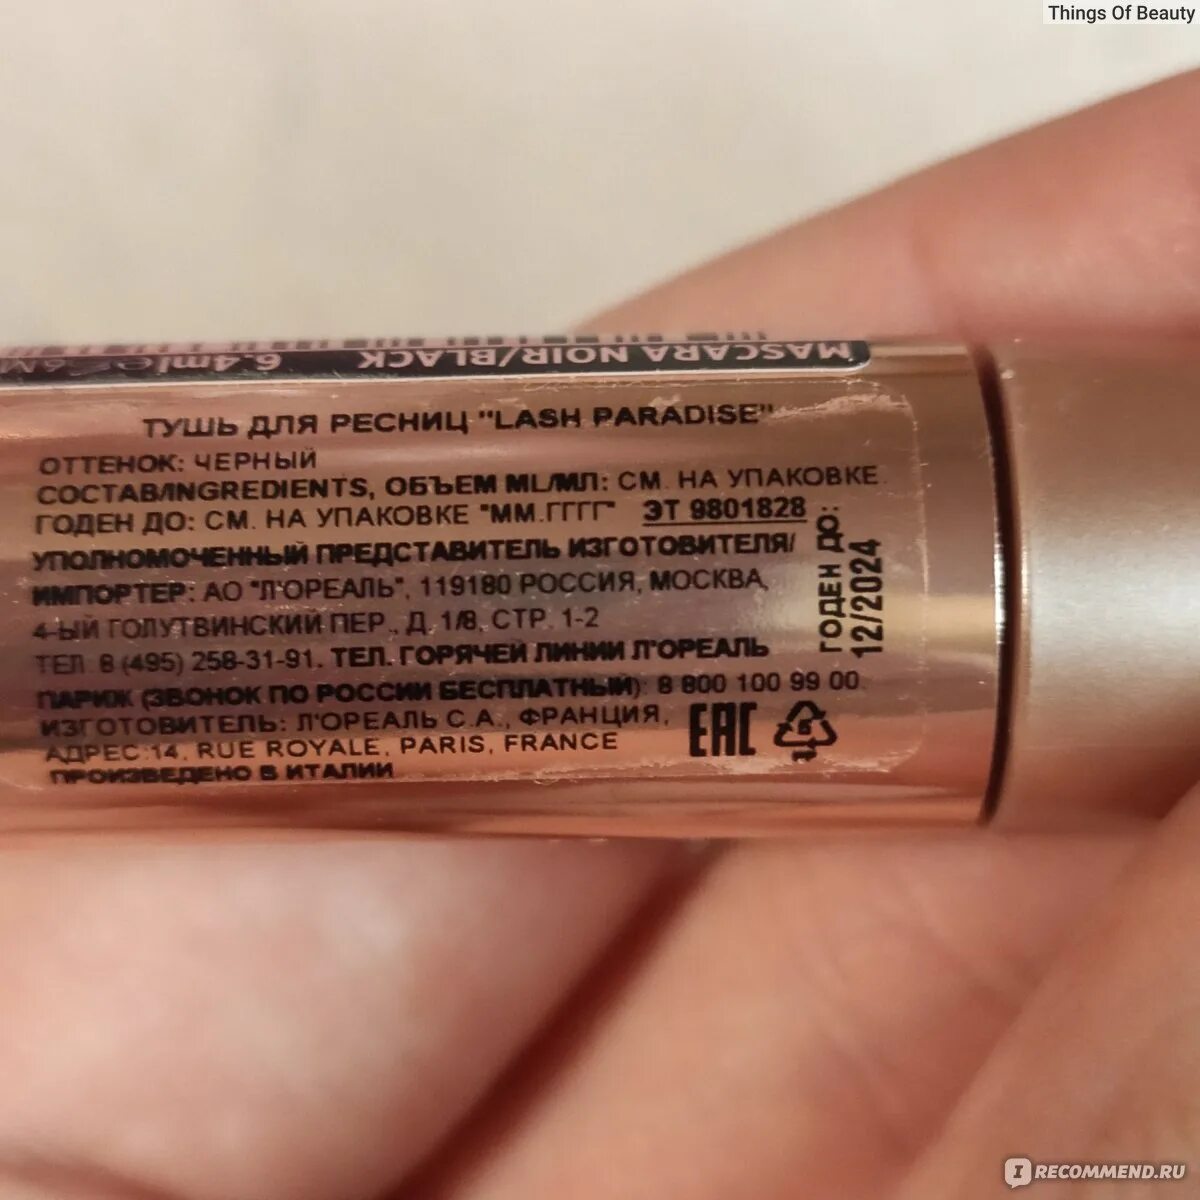 Things Of Beauty
MASCARA NOIR/BLACK 6.4ml
ТУШЬ ДЛЯ РЕСНИЦ "LASH PARADISE"
ОТТЕНОК: ЧЕРНЫЙ
СОСТАВ/INGREDIENTS, ОБЪЕМ ML/МЛ: СМ. НА УПАКОВКЕ.
ГОДЕН ДО: СМ. НА УПАКОВКЕ "ММ.ГГГГ" ЭТ 9801828
УПОЛНОМОЧЕННЫЙ ПРЕДСТАВИТЕЛЬ ИЗГОТОВИТЕЛЯ/
ИМПОРТЕР: АО "Л'ОРЕАЛЬ", 119180 РОССИЯ, МОСКВА,
4-ЫЙ ГОЛУТВИНСКИЙ ПЕР., Д. 1/8, СТР. 1-2
ТЕЛ. 8 (495) 258-31-91. ТЕЛ. ГОРЯЧЕЙ ЛИНИИ Л'ОРЕАЛЬ
ПАРИЖ (ЗВОНОК ПО РОССИИ БЕСПЛАТНЫЙ): 8 800 100 99 00.
ИЗГОТОВИТЕЛЬ: Л'ОРЕАЛЬ С.А., ФРАНЦИЯ,
АДРЕС:14, RUE ROYALE, PARIS, FRANCE
ПРОИЗВЕДЕНО В ИТАЛИИ
EAC
ГОДЕН ДО:
12/2024
IRECOMMEND.RU